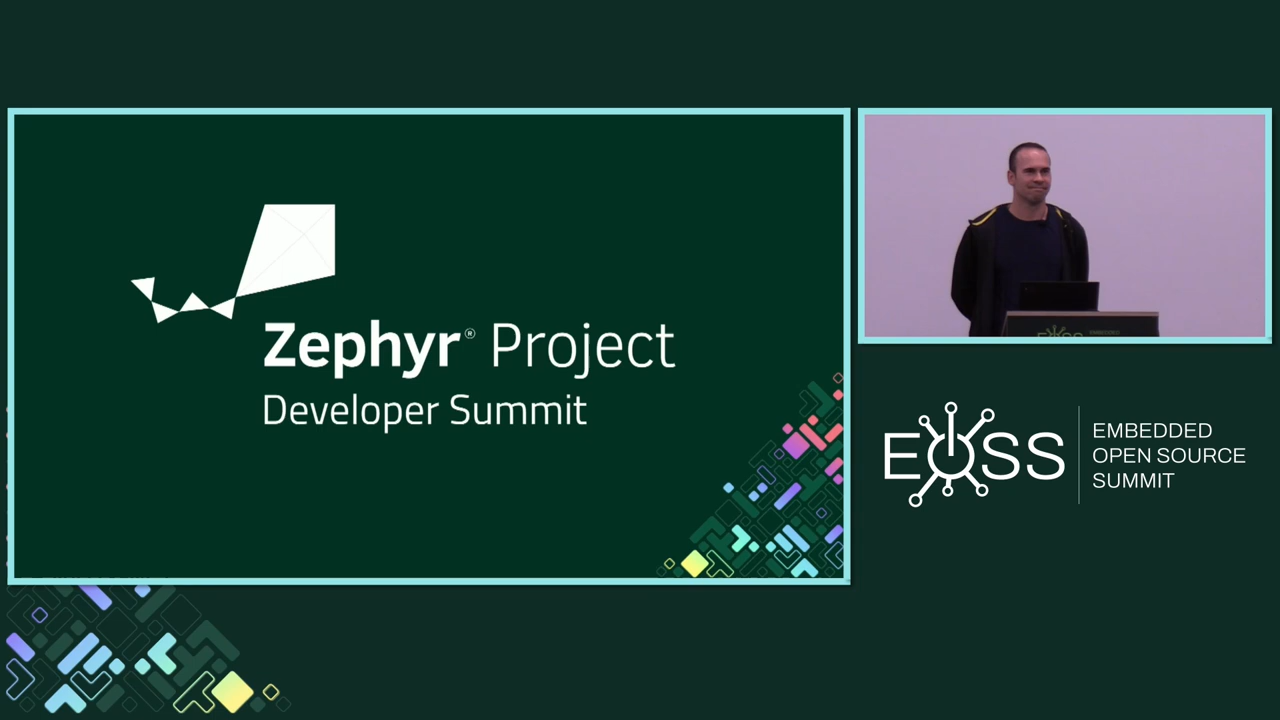 Zephyr® Project
Developer Summit
EOSS
EMBEDDED
OPEN SOURCE
SUMMIT